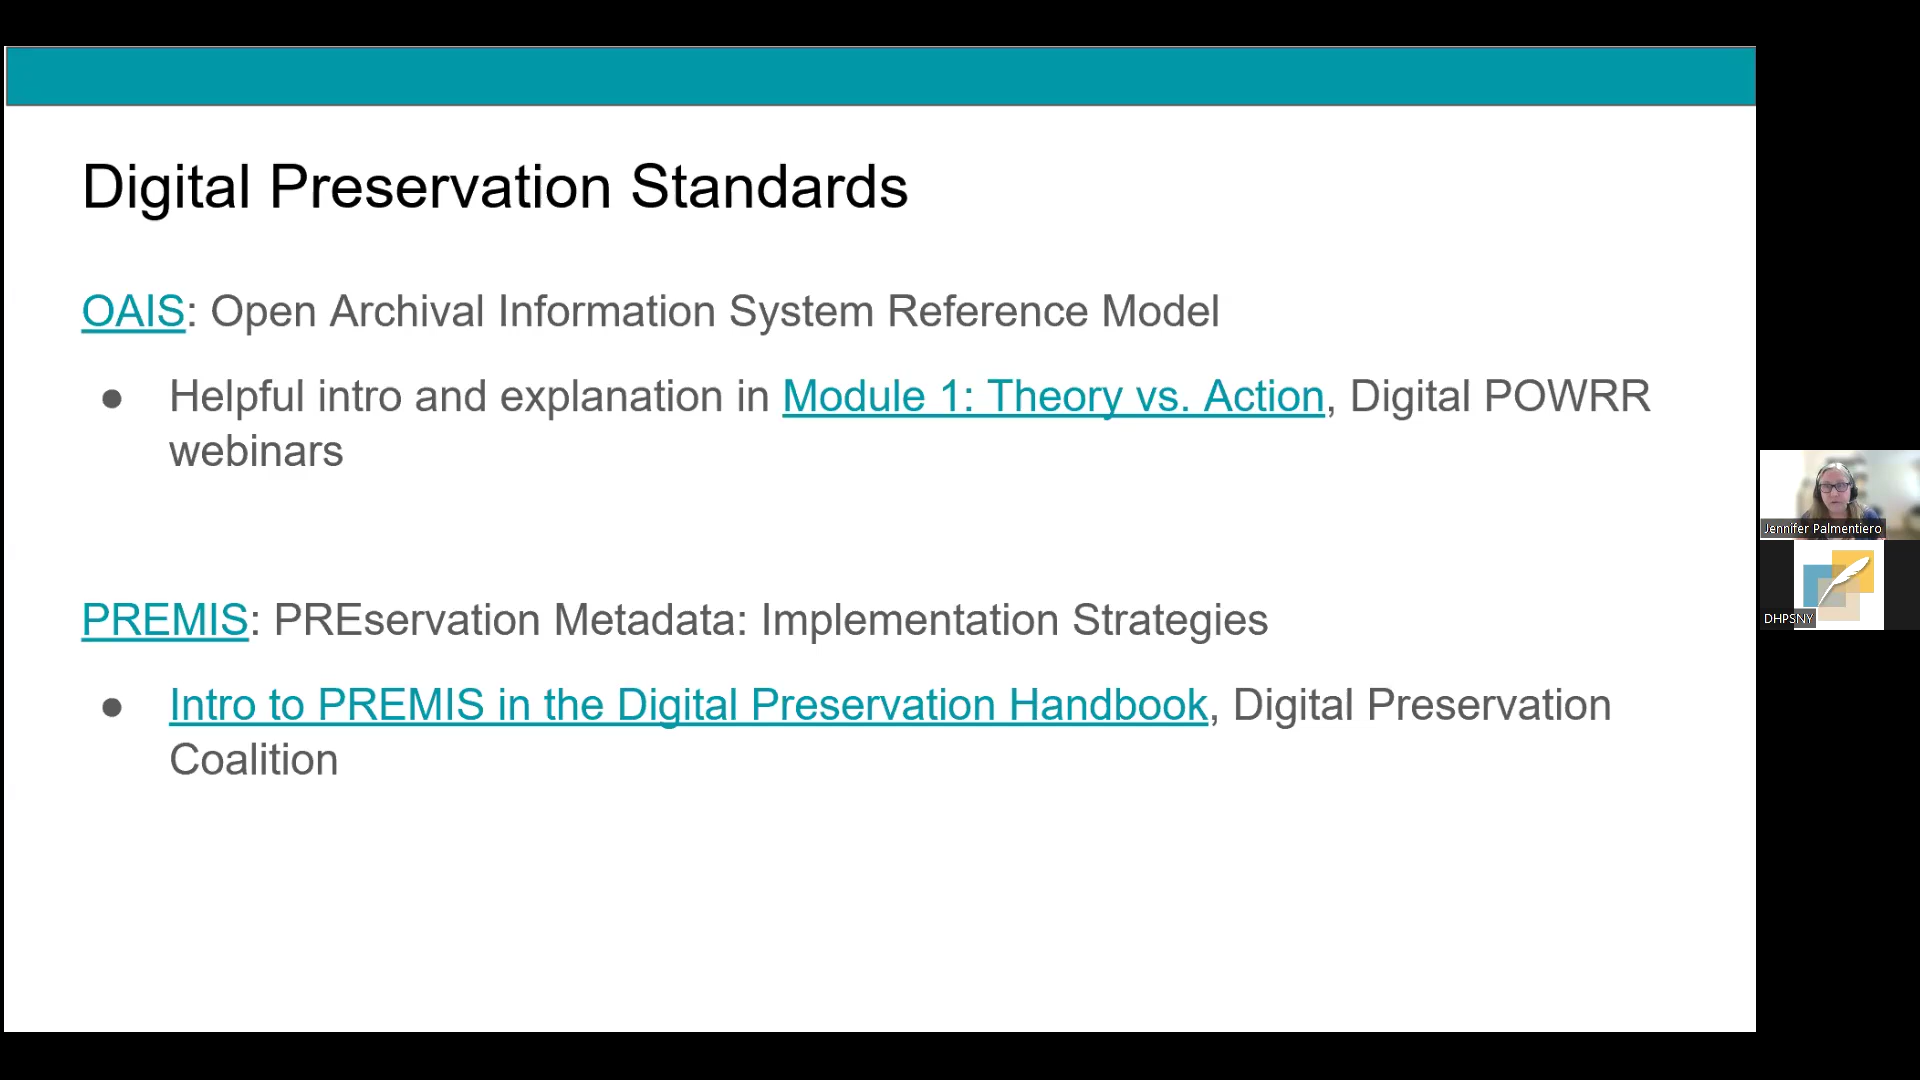 Digital Preservation Standards
OAIS: Open Archival Information System Reference Model
● Helpful intro and explanation in Module 1: Theory vs. Action, Digital POWRR
webinars
PREMIS: PREservation Metadata: Implementation Strategies
● Intro to PREMIS in the Digital Preservation Handbook, Digital Preservation
Coalition
Jennifer Palmentiero
DHPSNY